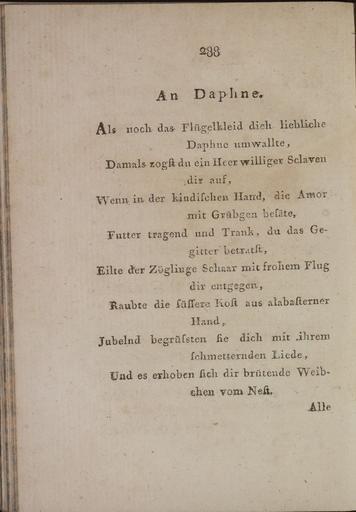 233
An Daphne.
Als noch das Flügelkleid dich liebliche
Daphne umwallte,
Damals zogſt du ein Heer williger Sclaven
dir auf,
Wenn in der kindiſchen Hand, die Amor
mit Grübgen beſäte,
Futter tragend und Trank, du das Ge-
gitter betratſt,
Eilte der Zöglinge Schaar mit frohem Flug
dir entgegen,
Raubte die ſüſſere Koſt aus alabaſterner
Hand,
Jubelnd begrüſsten ſie dich mit ihrem
ſchmetternden Liede,
Und es erhoben ſich dir brütende Weib-
chen vom Neſt.
Alle